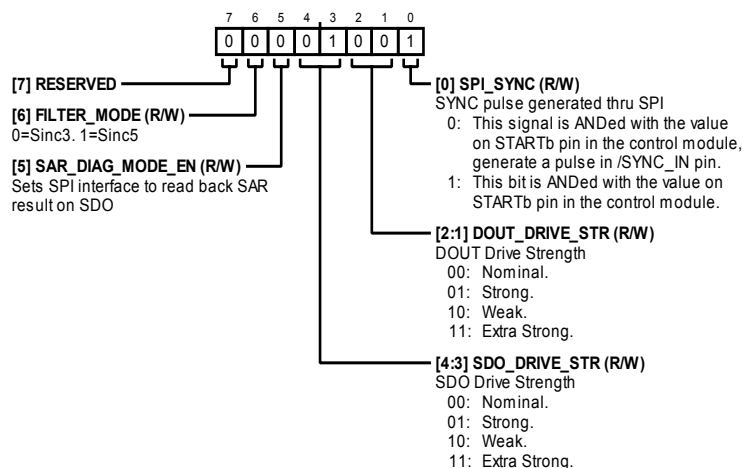 7 6 5 4 3 2 1 0
0 0 0 0 1 0 0 1
[7] RESERVED
[6] FILTER_MODE (R/W)
0=Sinc3. 1=Sinc5
[5] SAR_DIAG_MODE_EN (R/W)
Sets SPI interface to read back SAR
result on SDO
[0] SPI_SYNC (R/W)
SYNC pulse generated thru SPI
0: This signal is ANDed with the value
on STARTb pin in the control module,
generate a pulse in /SYNC_IN pin.
1: This bit is ANDed with the value on
STARTb pin in the control module.
[2:1] DOUT_DRIVE_STR (R/W)
DOUT Drive Strength
00: Nominal.
01: Strong.
10: Weak.
11: Extra Strong.
[4:3] SDO_DRIVE_STR (R/W)
SDO Drive Strength
00: Nominal.
01: Strong.
10: Weak.
11: Extra Strong.